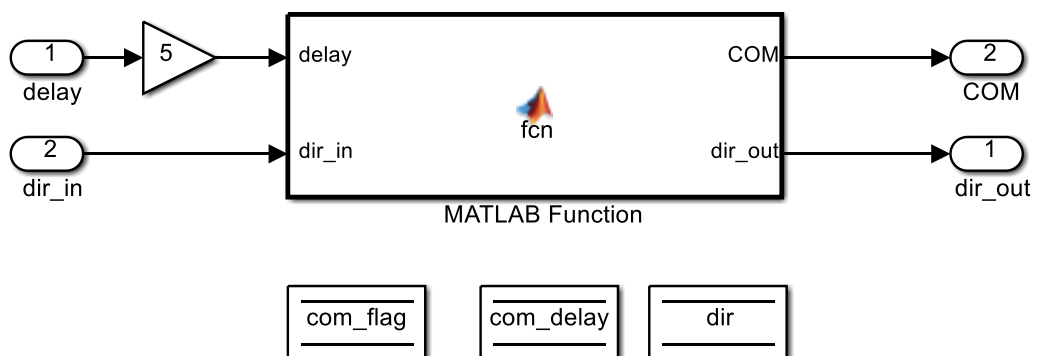 1
delay
5
delay
COM
2
COM
fcn
2
dir_in
dir_in
dir_out
1
dir_out
MATLAB Function
com_flag
com_delay
dir